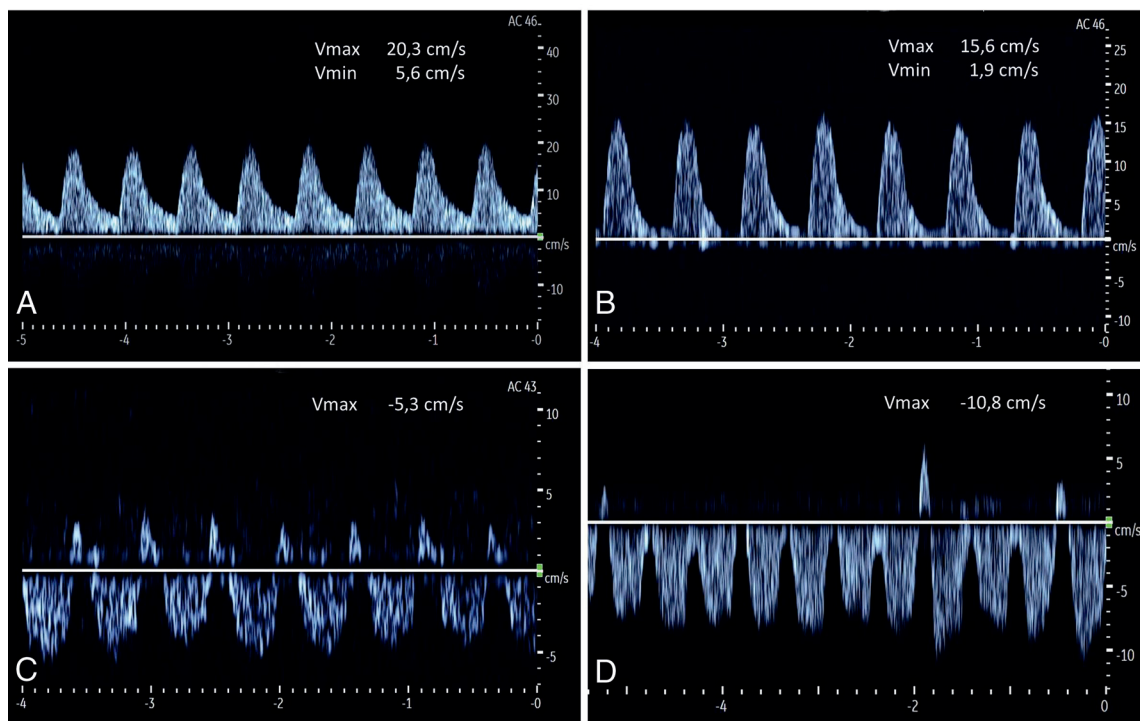 AC 46
Vmax 20,3 cm/s
Vmin 5,6 cm/s
40
30
20
10
cm/s
-10
A
-5 -4 -3 -2 -1 -0
AC 46
Vmax 15,6 cm/s
Vmin 1,9 cm/s
25
20
15
10
5
cm/s
-5
-10
B
-4 -3 -2 -1 -0
AC 43
Vmax -5,3 cm/s
10
5
cm/s
-5
C
-4 -3 -2 -1 -0
Vmax -10,8 cm/s
10
5
cm/s
-5
-10
D
-4 -2 0